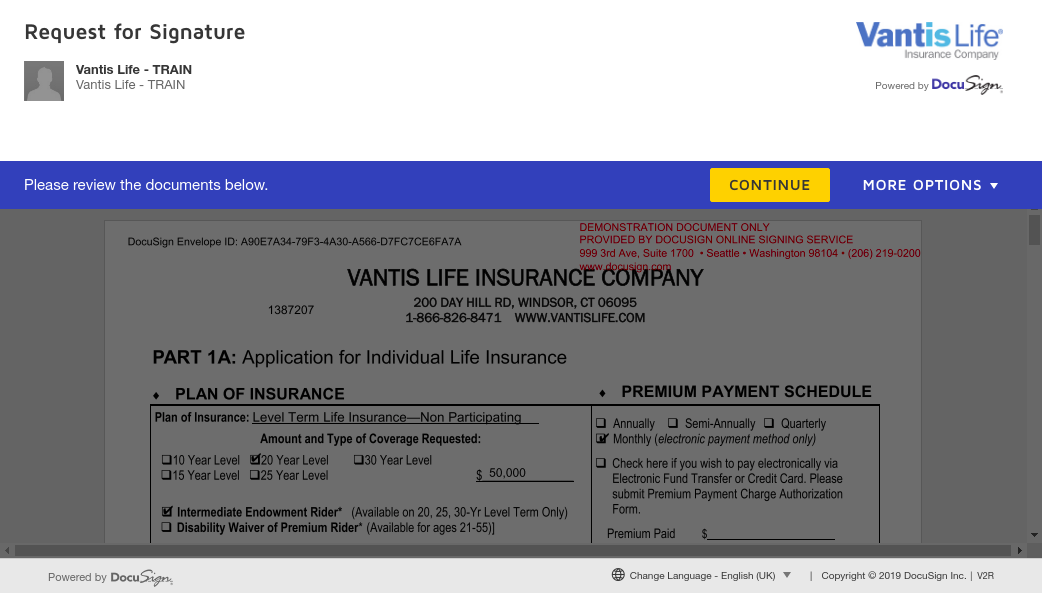 Request for Signature
Vantis Life
Insurance Company
Vantis Life - TRAIN
Vantis Life - TRAIN
Powered by DocuSign
Please review the documents below.
CONTINUE
MORE OPTIONS
DocuSign Envelope ID: A90E7A34-79F3-4A30-A566-D7FC7CE6FA7A
DEMONSTRATION DOCUMENT ONLY
PROVIDED BY DOCUSIGN ONLINE SIGNING SERVICE
999 3rd Ave, Suite 1700 • Seattle • Washington 98104 • (206) 219-0200
www.docusign.com
VANTIS LIFE INSURANCE COMPANY
200 DAY HILL RD, WINDSOR, CT 06095
1387207
1-866-826-8471 WWW.VANTISLIFE.COM
PART 1A: Application for Individual Life Insurance
♦ PLAN OF INSURANCE
Plan of Insurance: Level Term Life Insurance—Non Participating
Amount and Type of Coverage Requested:
10 Year Level 20 Year Level 30 Year Level
15 Year Level 25 Year Level $ 50,000
Intermediate Endowment Rider* (Available on 20, 25, 30-Yr Level Term Only)
Disability Waiver of Premium Rider* (Available for ages 21-55)]
♦ PREMIUM PAYMENT SCHEDULE
Annually Semi-Annually Quarterly
Monthly (electronic payment method only)
Check here if you wish to pay electronically via
Electronic Fund Transfer or Credit Card. Please
submit Premium Payment Charge Authorization
Form.
Premium Paid $
Powered by DocuSign
Change Language - English (UK) | Copyright © 2019 DocuSign Inc. | V2R